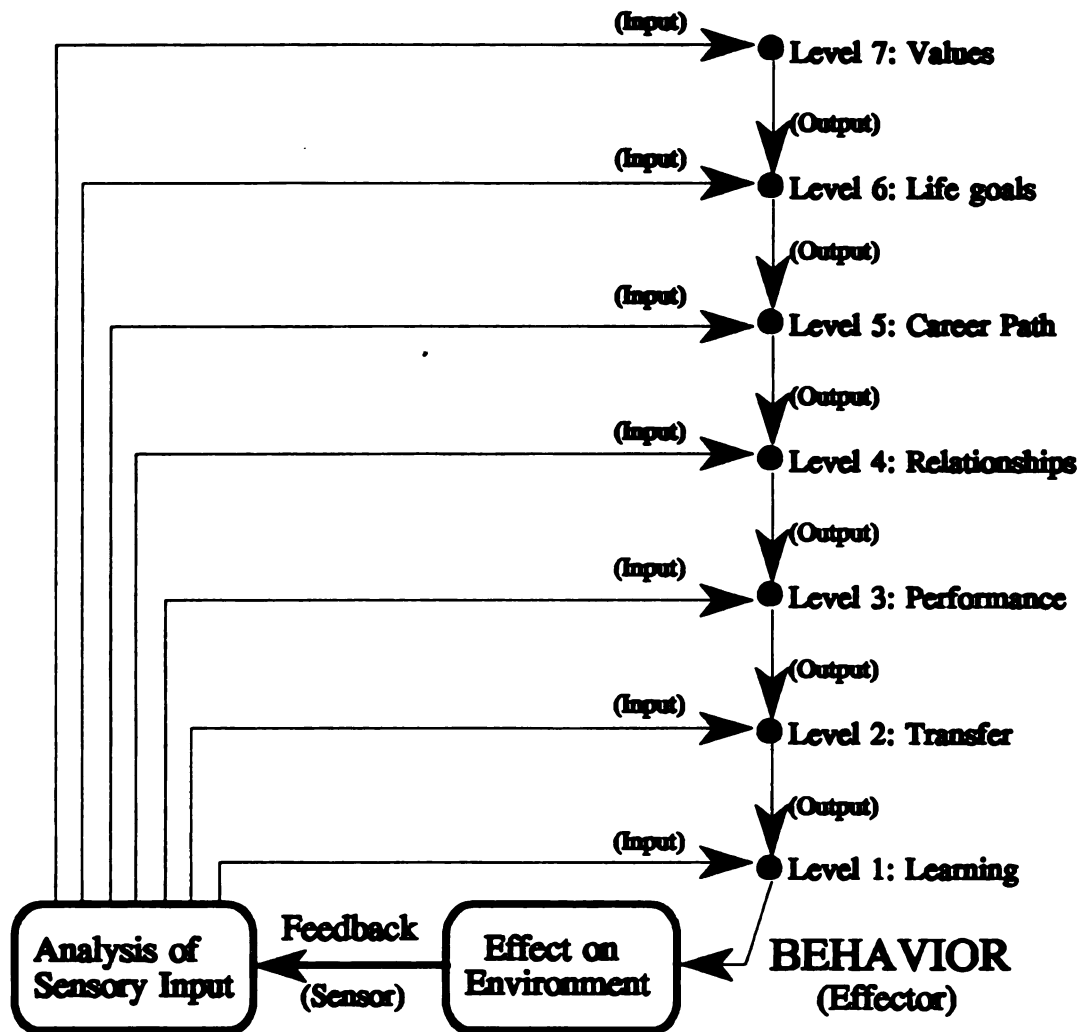 (Input)
Level 7: Values
(Output)
(Input)
Level 6: Life goals
(Output)
(Input)
Level 5: Career Path
(Output)
(Input)
Level 4: Relationships
(Output)
(Input)
Level 3: Performance
(Output)
(Input)
Level 2: Transfer
(Output)
(Input)
Level 1: Learning
Analysis of
Sensory Input
Feedback
(Sensor)
Effect on
Environment
BEHAVIOR
(Effector)